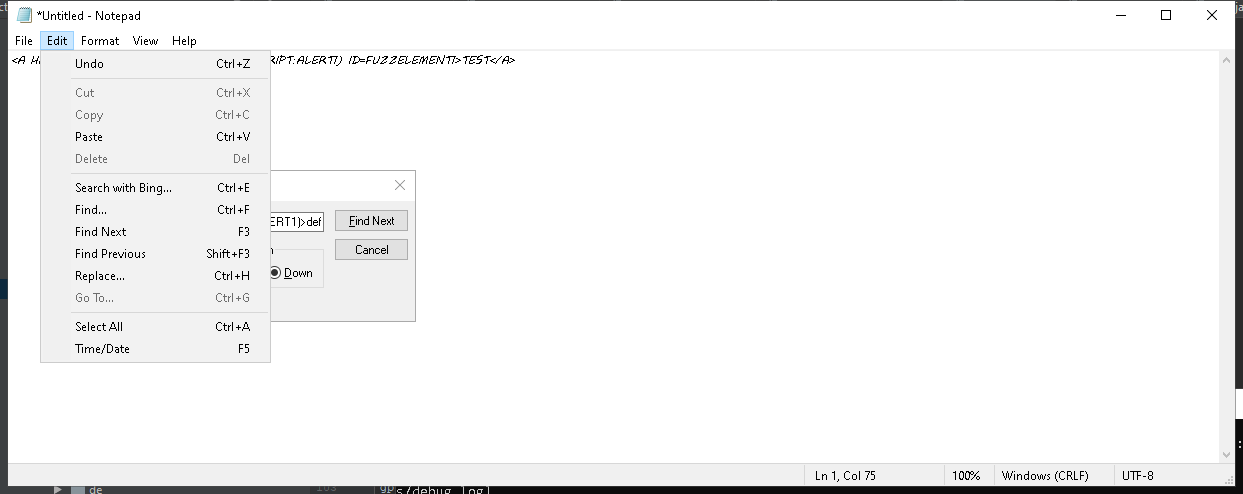 *Untitled - Notepad
File Edit Format View Help
<A H RIPT:ALERT1) ID=FUZZELEMENT1>TEST</A>
Undo Ctrl+Z
Cut Ctrl+X
Copy Ctrl+C
Paste Ctrl+V
Delete Del
Search with Bing... Ctrl+E
Find... Ctrl+F
Find Next F3
Find Previous Shift+F3
Replace... Ctrl+H
Go To... Ctrl+G
Select All Ctrl+A
Time/Date F5
ERT1)>def Find Next
Cancel
Down
Ln 1, Col 75 100% Windows (CRLF) UTF-8
de s/debug.log